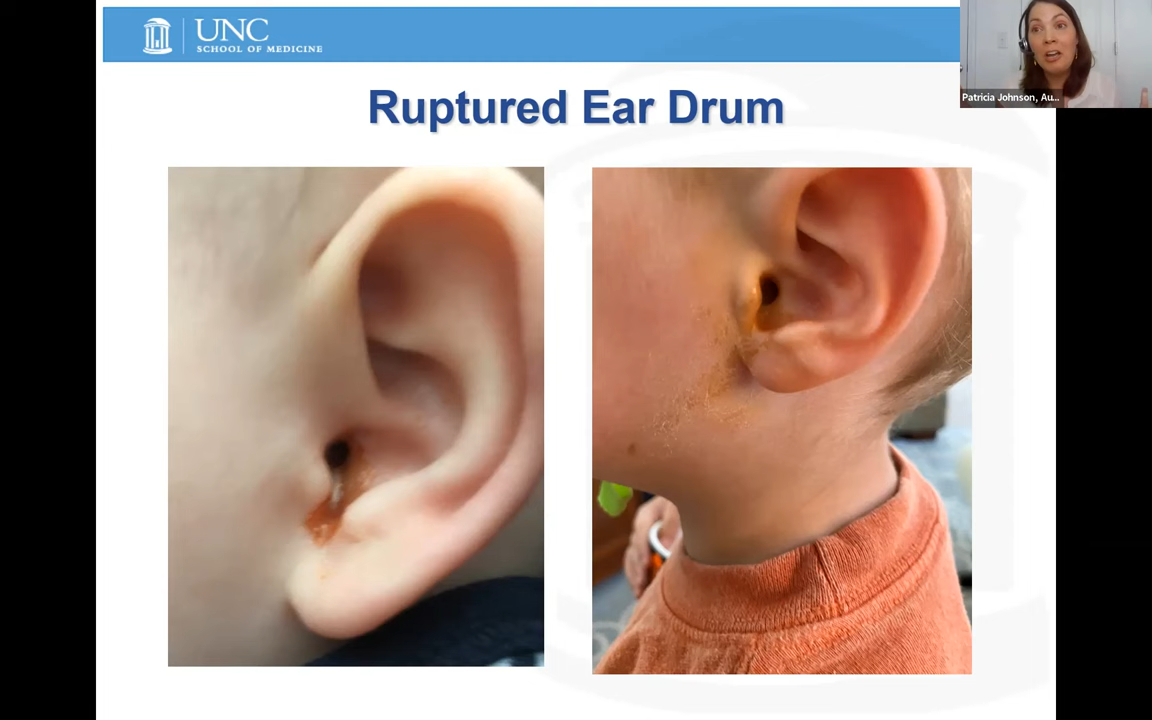 UNC
SCHOOL OF MEDICINE
Patricia Johnson, Au...
Ruptured Ear Drum